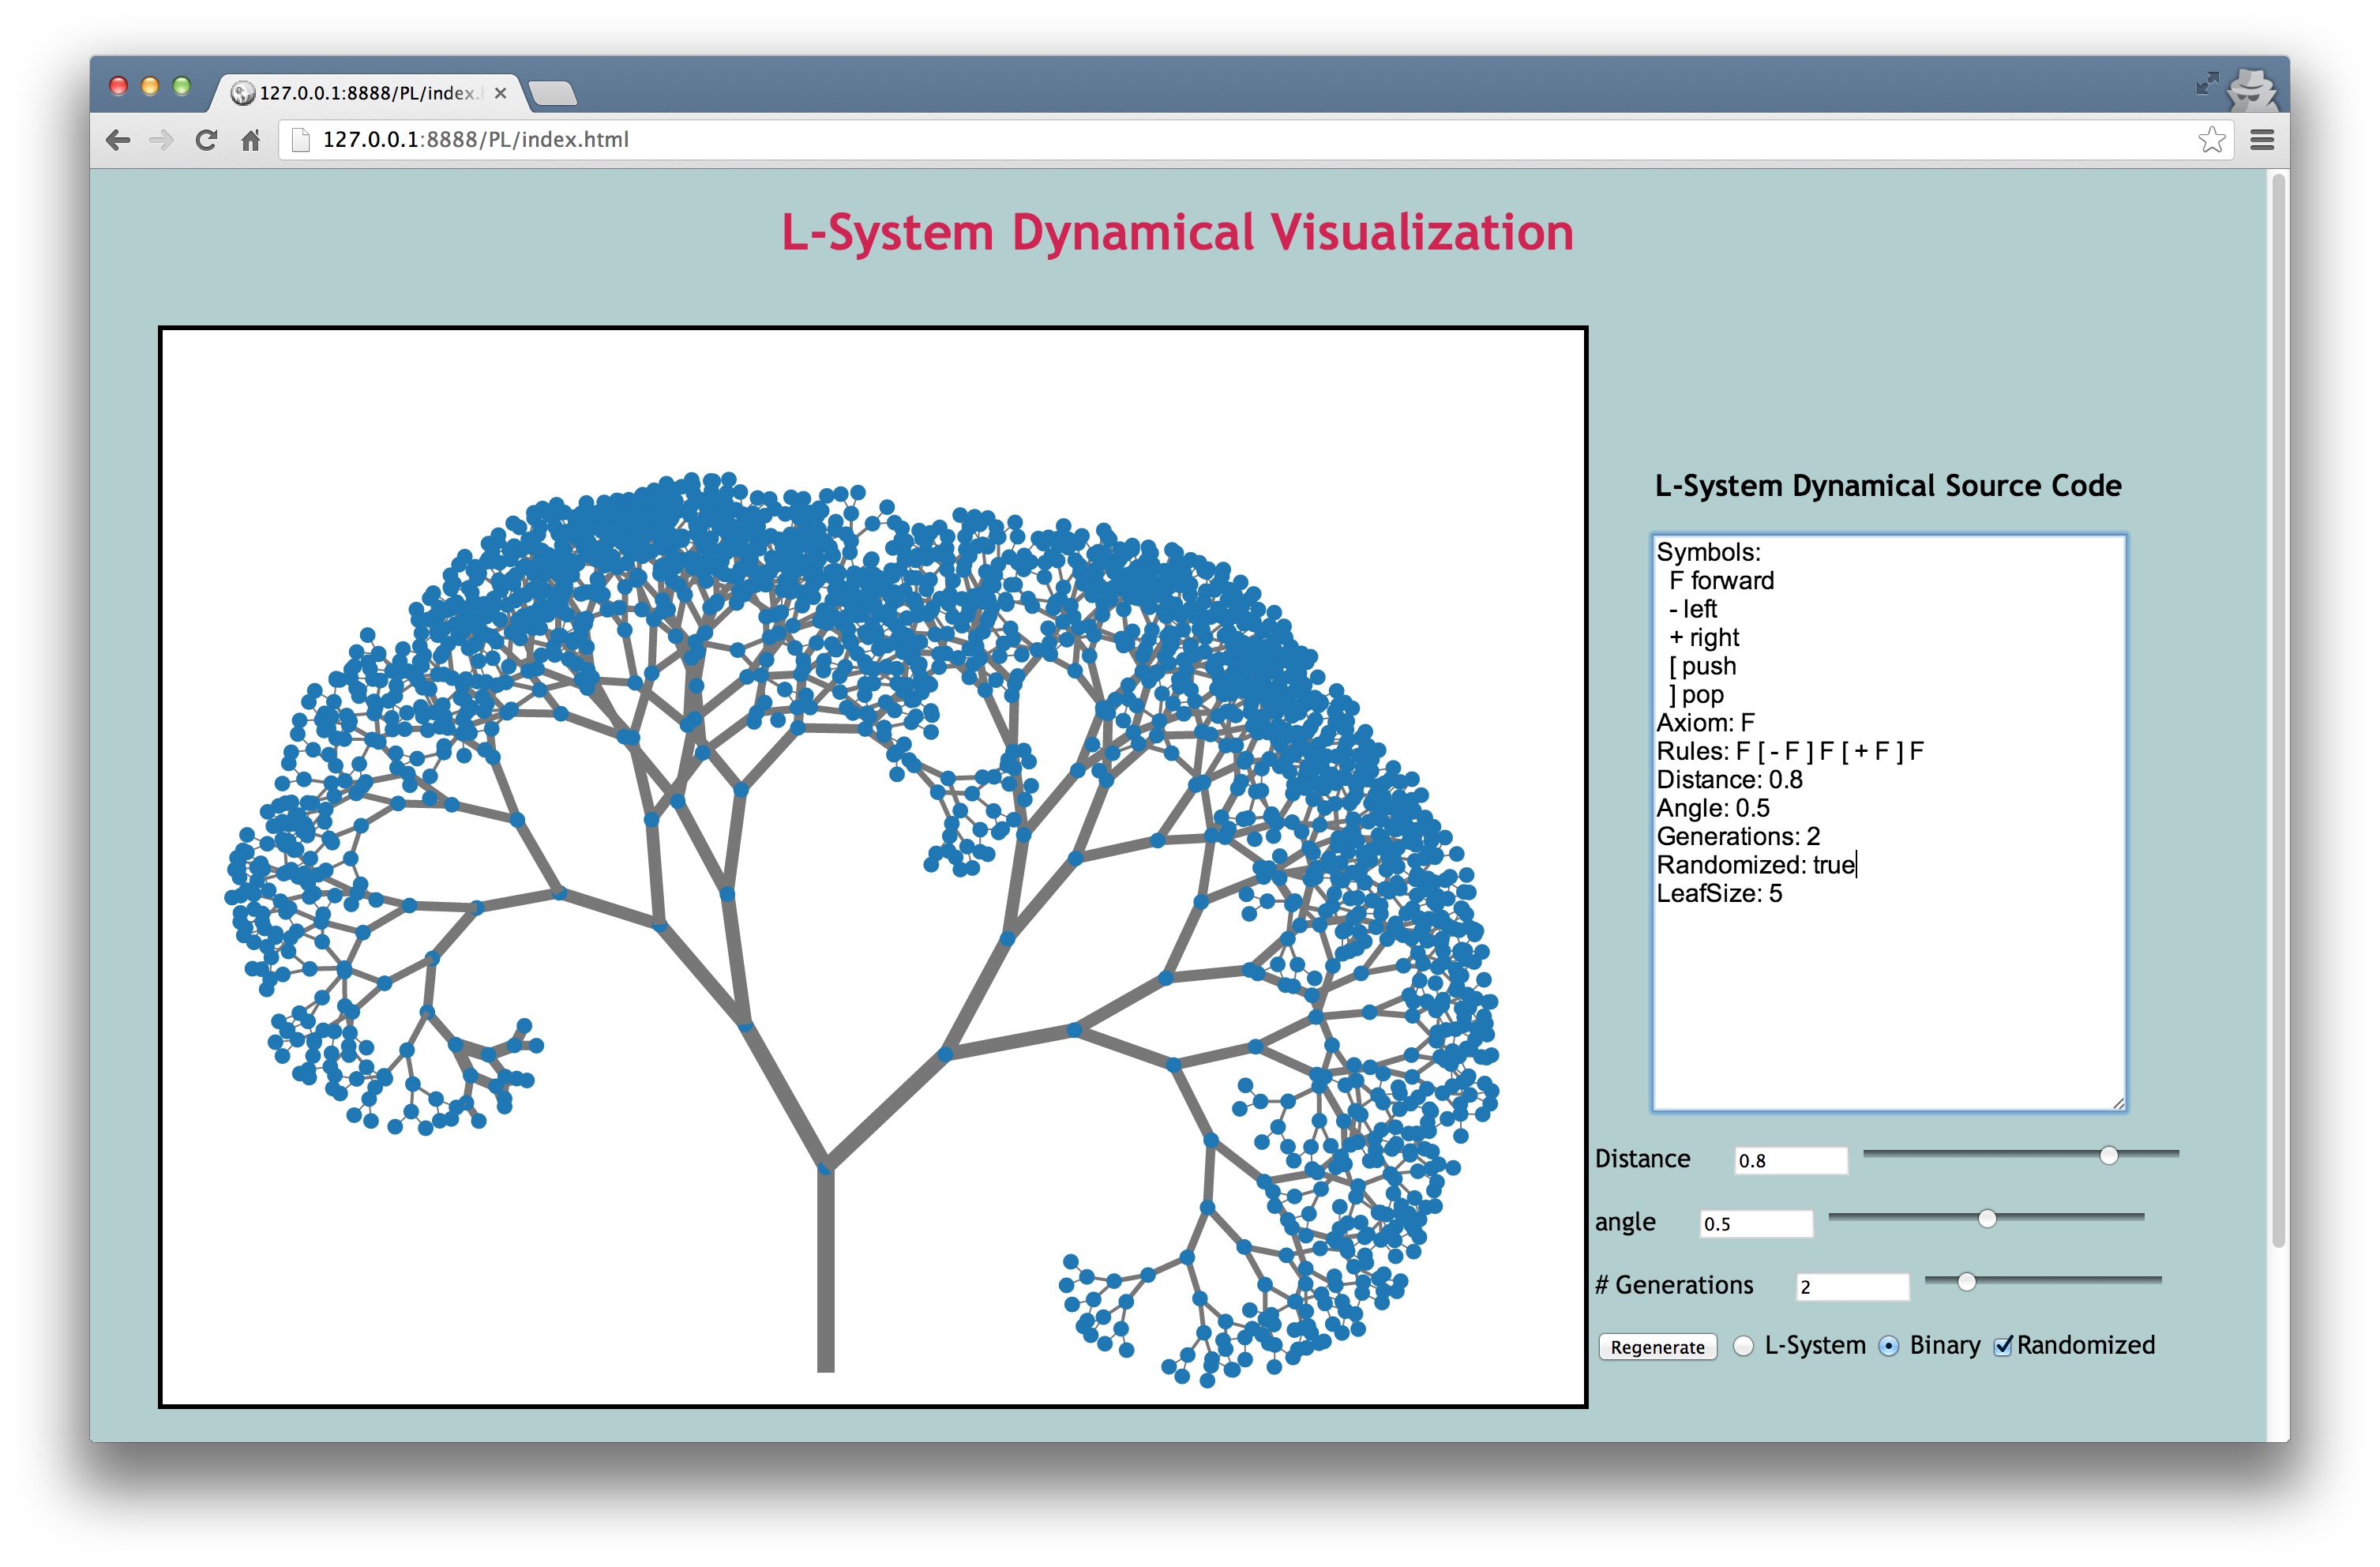 127.0.0.1:8888/PL/index.
127.0.0.1:8888/PL/index.html
L-System Dynamical Visualization
L-System Dynamical Source Code
Symbols:
F forward
- left
+ right
[ push
] pop
Axiom: F
Rules: F [ - F ] F [ + F ] F
Distance: 0.8
Angle: 0.5
Generations: 2
Randomized: true
LeafSize: 5
Distance 0.8
angle 0.5
# Generations 2
Regenerate L-System Binary Randomized